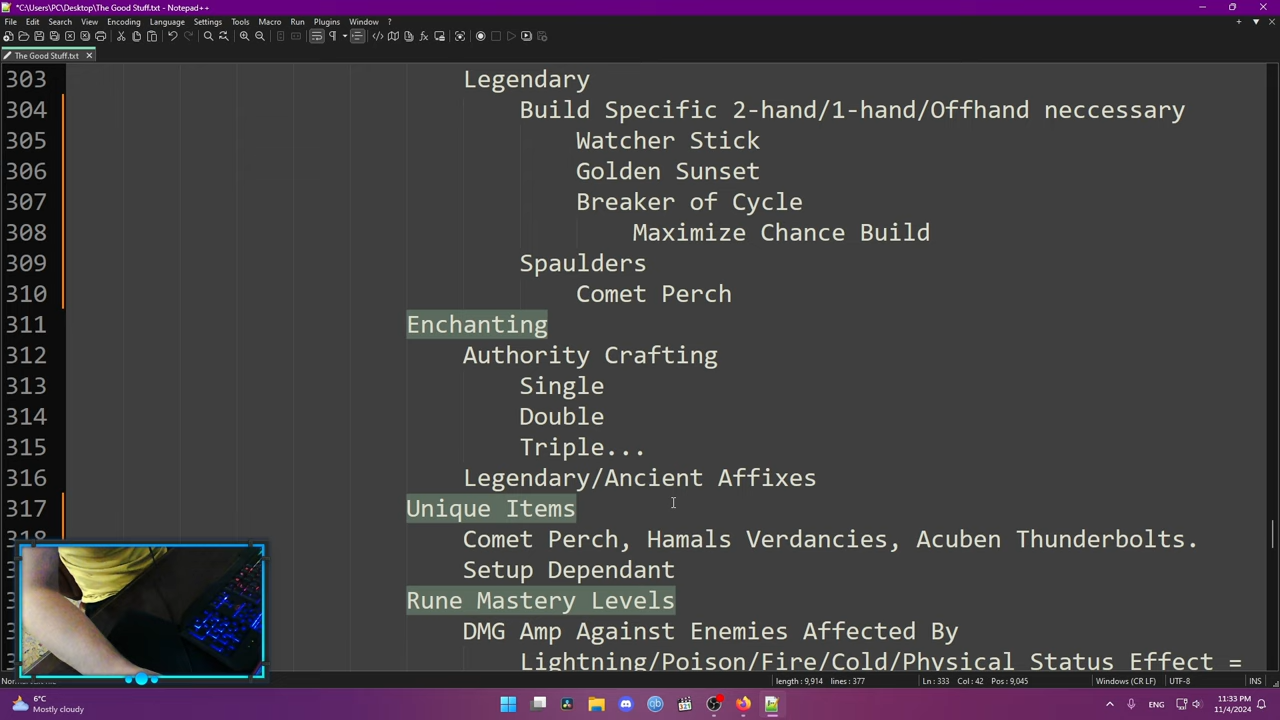 *C:\Users\PC\Desktop\The Good Stuff.txt - Notepad++
File Edit Search View Encoding Language Settings Tools Macro Run Plugins Window ?
The Good Stuff.txt
303 Legendary
304 Build Specific 2-hand/1-hand/Offhand neccessary
305 Watcher Stick
306 Golden Sunset
307 Breaker of Cycle
308 Maximize Chance Build
309 Spaulders
310 Comet Perch
311 Enchanting
312 Authority Crafting
313 Single
314 Double
315 Triple...
316 Legendary/Ancient Affixes
317 Unique Items
318 Comet Perch, Hamals Verdancies, Acuben Thunderbolts.
Setup Dependant
Rune Mastery Levels
DMG Amp Against Enemies Affected By
Lightning/Poison/Fire/Cold/Physical Status Effect =
length : 9,914 lines : 377 Ln : 333 Col : 42 Pos : 9,045 Windows (CR LF) UTF-8 INS
6°C
Mostly cloudy
ENG
11:33 PM
11/4/2024